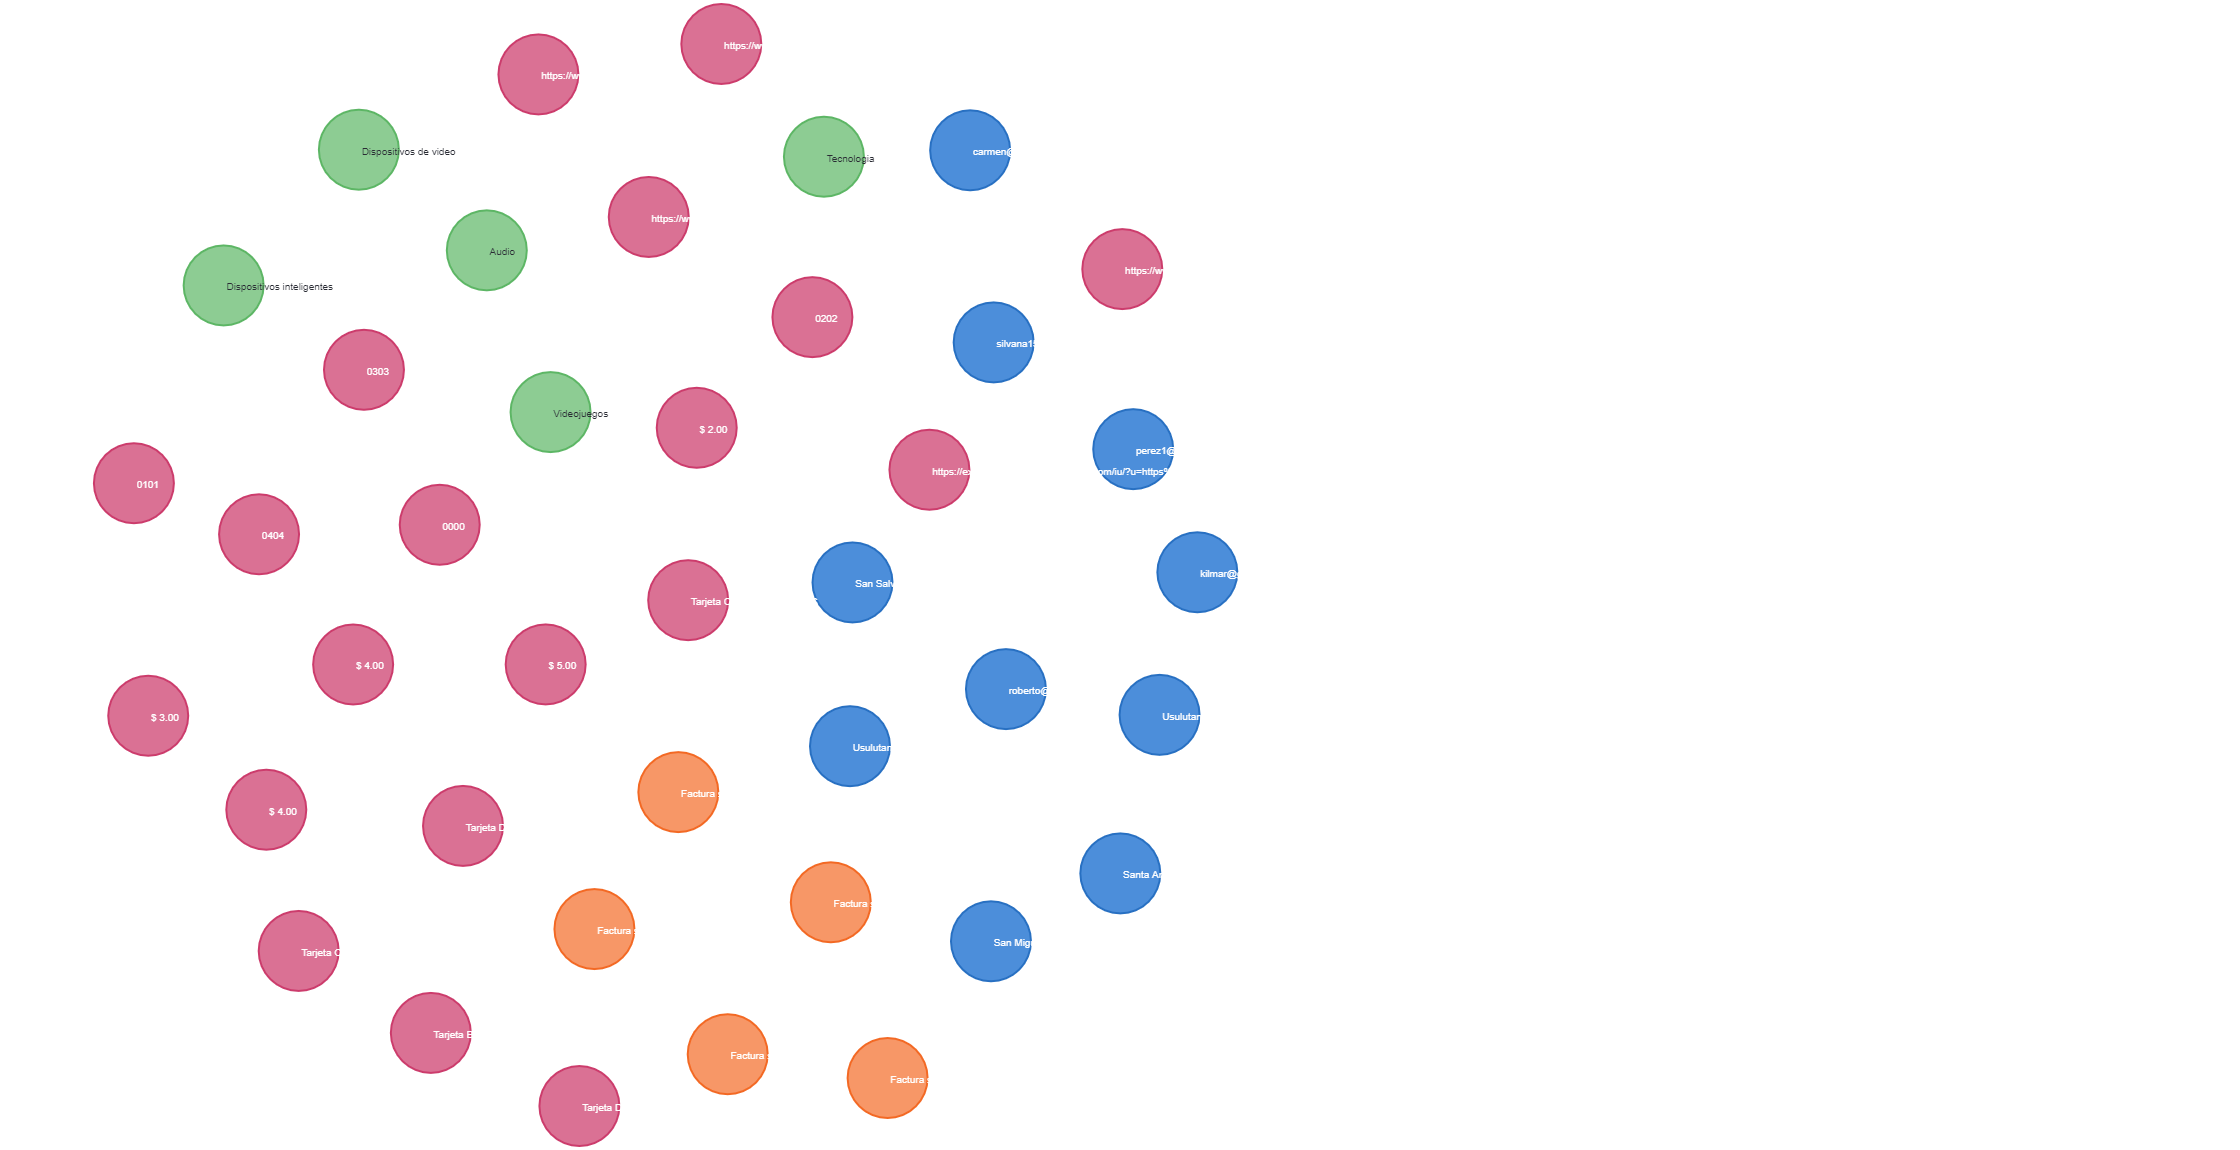 https://w
https://w
Dispositivos de video
Tecnologia
carmen@
https://w
Audio
https://w
Dispositivos inteligentes
0202
silvana1
0303
Videojuegos
$ 2.00
https://ex
perez1@
om/iu/?u=https%
0101
0404
0000
San Salv
kilmar@
Tarjeta C
$ 4.00
$ 5.00
roberto@
$ 3.00
Usulutan
Usulutan
$ 4.00
Tarjeta D
Factura s
Santa An
Factura s
Factura s
San Migu
Tarjeta C
Tarjeta E
Factura s
Factura s
Tarjeta D